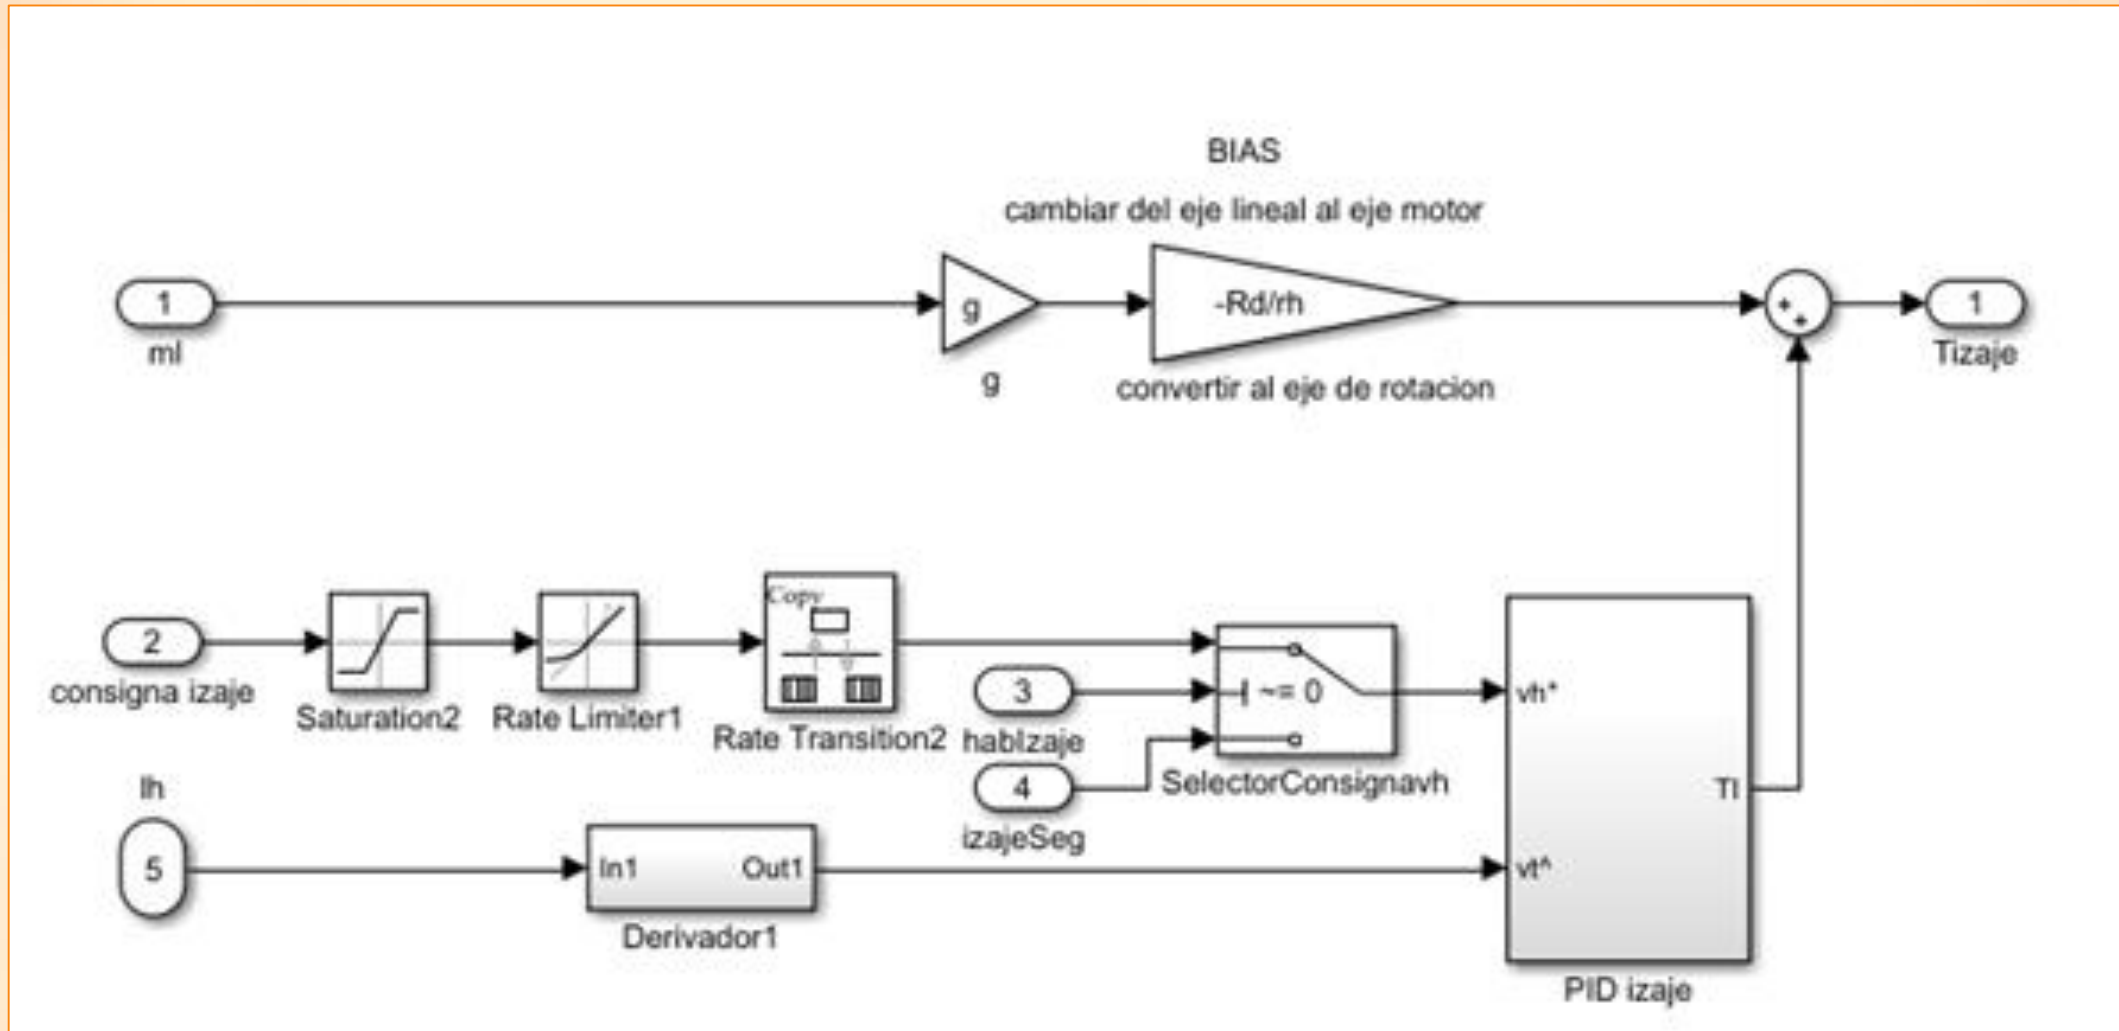 BIAS
cambiar del eje lineal al eje motor
1
ml
g
g
-Rd/rh
convertir al eje de rotacion
+
+
1
Tizaje
2
consigna izaje
Saturation2
Rate Limiter1
Copy
Rate Transition2
3
habIzaje
4
izajeSeg
~= 0
SelectorConsignavh
lh
5
In1
Out1
Derivador1
vh*
vt^
Tl
PID izaje